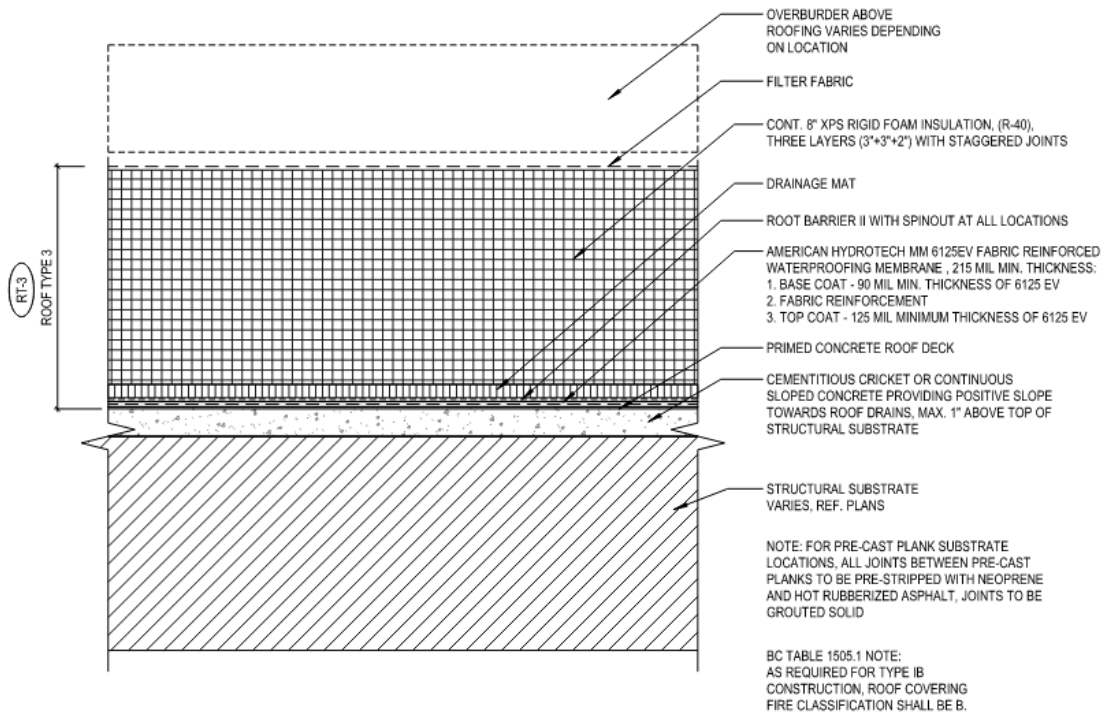 OVERBURDER ABOVE
ROOFING VARIES DEPENDING
ON LOCATION
FILTER FABRIC
CONT. 8" XPS RIGID FOAM INSULATION, (R-40),
THREE LAYERS (3"+3"+2") WITH STAGGERED JOINTS
DRAINAGE MAT
ROOT BARRIER II WITH SPINOUT AT ALL LOCATIONS
AMERICAN HYDROTECH MM 6125EV FABRIC REINFORCED
WATERPROOFING MEMBRANE , 215 MIL MIN. THICKNESS:
1. BASE COAT - 90 MIL MIN. THICKNESS OF 6125 EV
2. FABRIC REINFORCEMENT
3. TOP COAT - 125 MIL MINIMUM THICKNESS OF 6125 EV
PRIMED CONCRETE ROOF DECK
CEMENTITIOUS CRICKET OR CONTINUOUS
SLOPED CONCRETE PROVIDING POSITIVE SLOPE
TOWARDS ROOF DRAINS, MAX. 1" ABOVE TOP OF
STRUCTURAL SUBSTRATE
STRUCTURAL SUBSTRATE
VARIES, REF. PLANS
NOTE: FOR PRE-CAST PLANK SUBSTRATE
LOCATIONS, ALL JOINTS BETWEEN PRE-CAST
PLANKS TO BE PRE-STRIPPED WITH NEOPRENE
AND HOT RUBBERIZED ASPHALT, JOINTS TO BE
GROUTED SOLID
BC TABLE 1505.1 NOTE:
AS REQUIRED FOR TYPE IB
CONSTRUCTION, ROOF COVERING
FIRE CLASSIFICATION SHALL BE B.
RT-3
ROOF TYPE 3